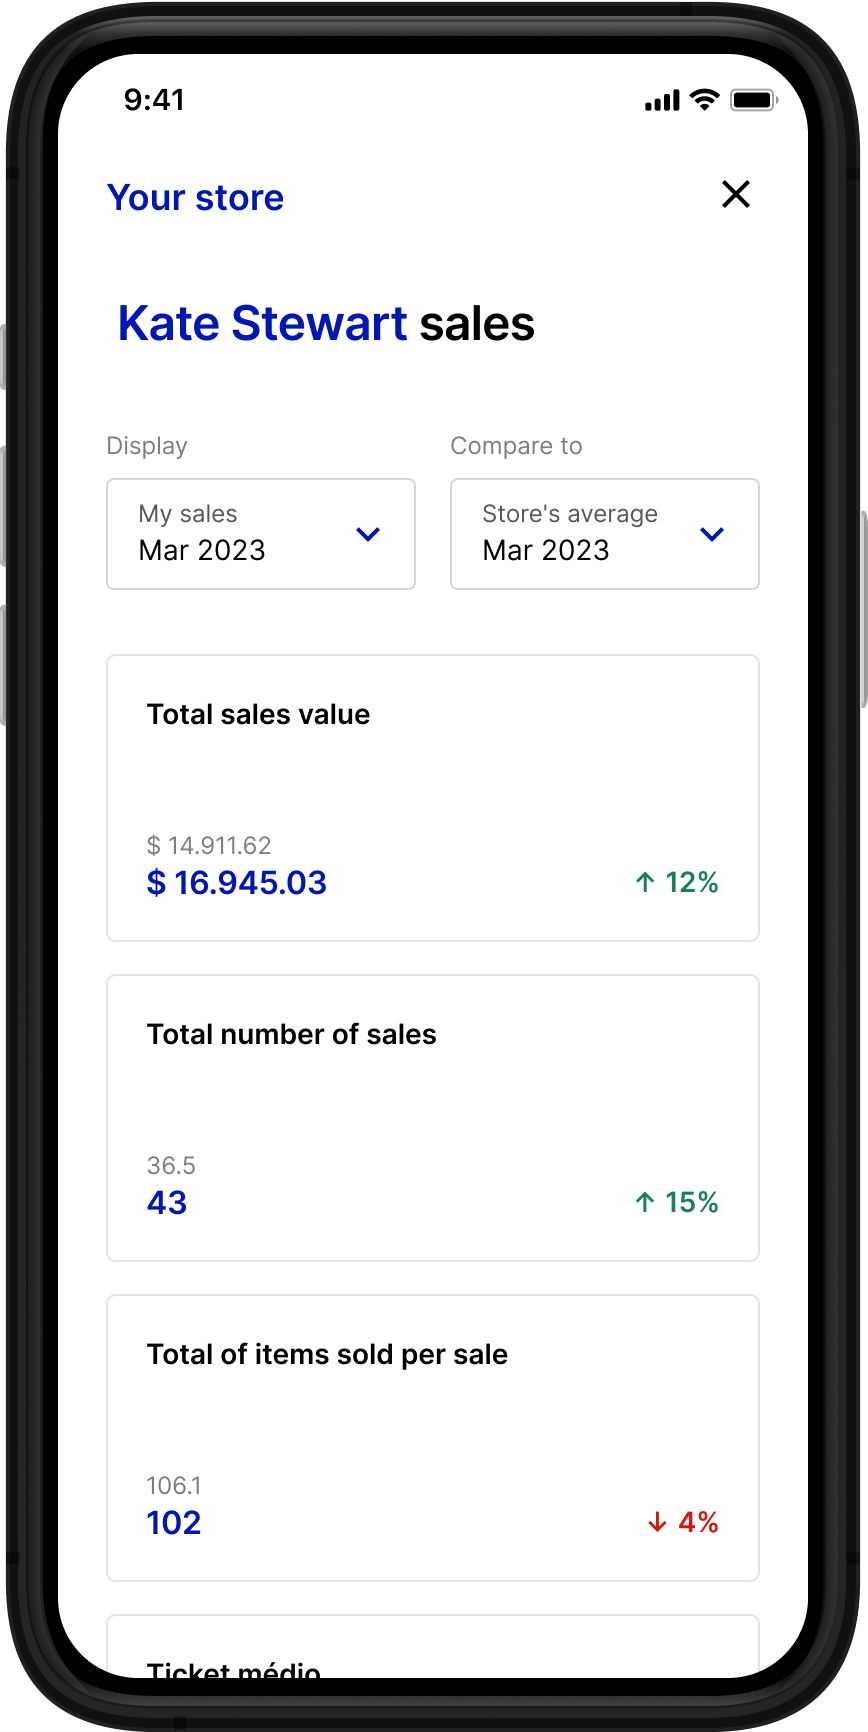 9:41
Your store
Kate Stewart sales
Display
Compare to
My sales
Mar 2023
Store's average
Mar 2023
Total sales value
$ 14.911.62
$ 16.945.03
↑ 12%
Total number of sales
36.5
43
↑ 15%
Total of items sold per sale
106.1
102
↓ 4%
Ticket médio